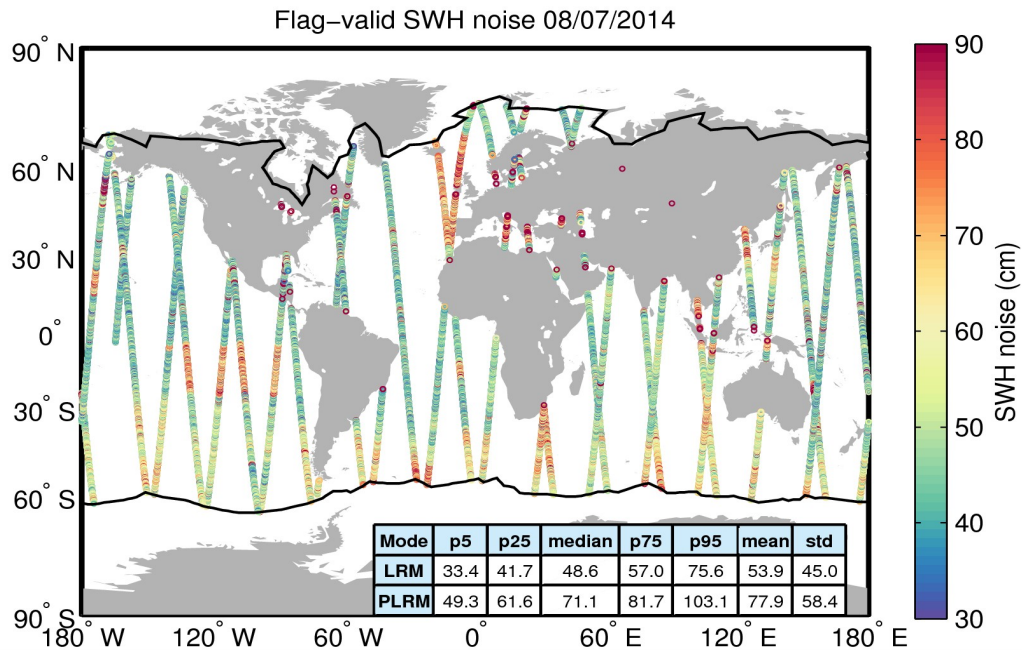 Flag−valid SWH noise 08/07/2014
90° N
60° N
30° N
0°
30° S
60° S
90° S
180° W
120° W
60° W
0°
60° E
120° E
180° E
Mode p5 p25 median p75 p95 mean std
LRM 33.4 41.7 48.6 57.0 75.6 53.9 45.0
PLRM 49.3 61.6 71.1 81.7 103.1 77.9 58.4
90
80
70
60
50
40
30
SWH noise (cm)